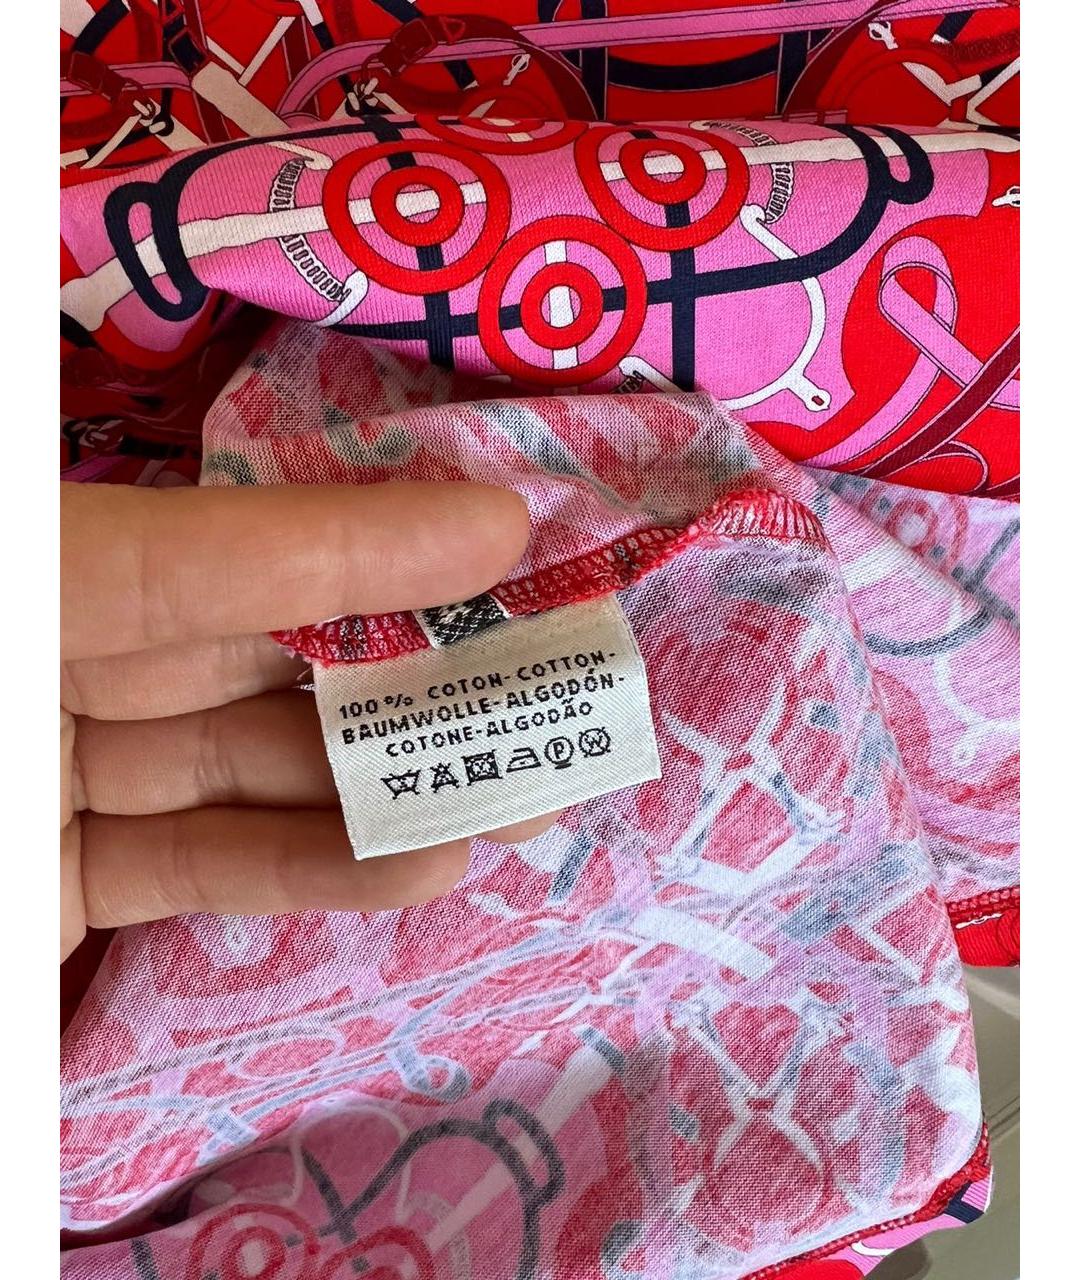 100% COTON-COTTON-
BAUMWOLLE-ALGODÓN-
COTONE-ALGODÃO
P W